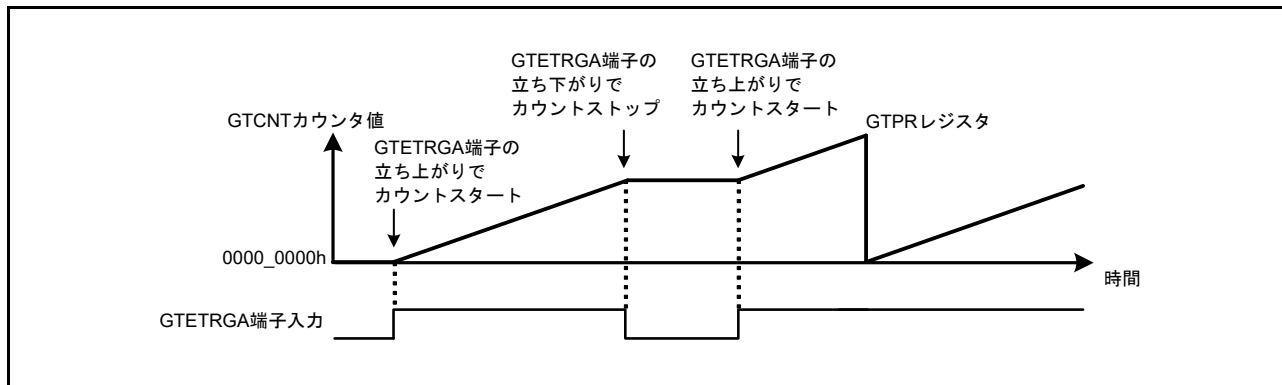 GTETRGA端子の
立ち下がりで
カウントストップ
GTETRGA端子の
立ち上がりで
カウントスタート
GTCNTカウンタ値
GTPRレジスタ
GTETRGA端子の
立ち上がりで
カウントスタート
0000_0000h
時間
GTETRGA端子入力